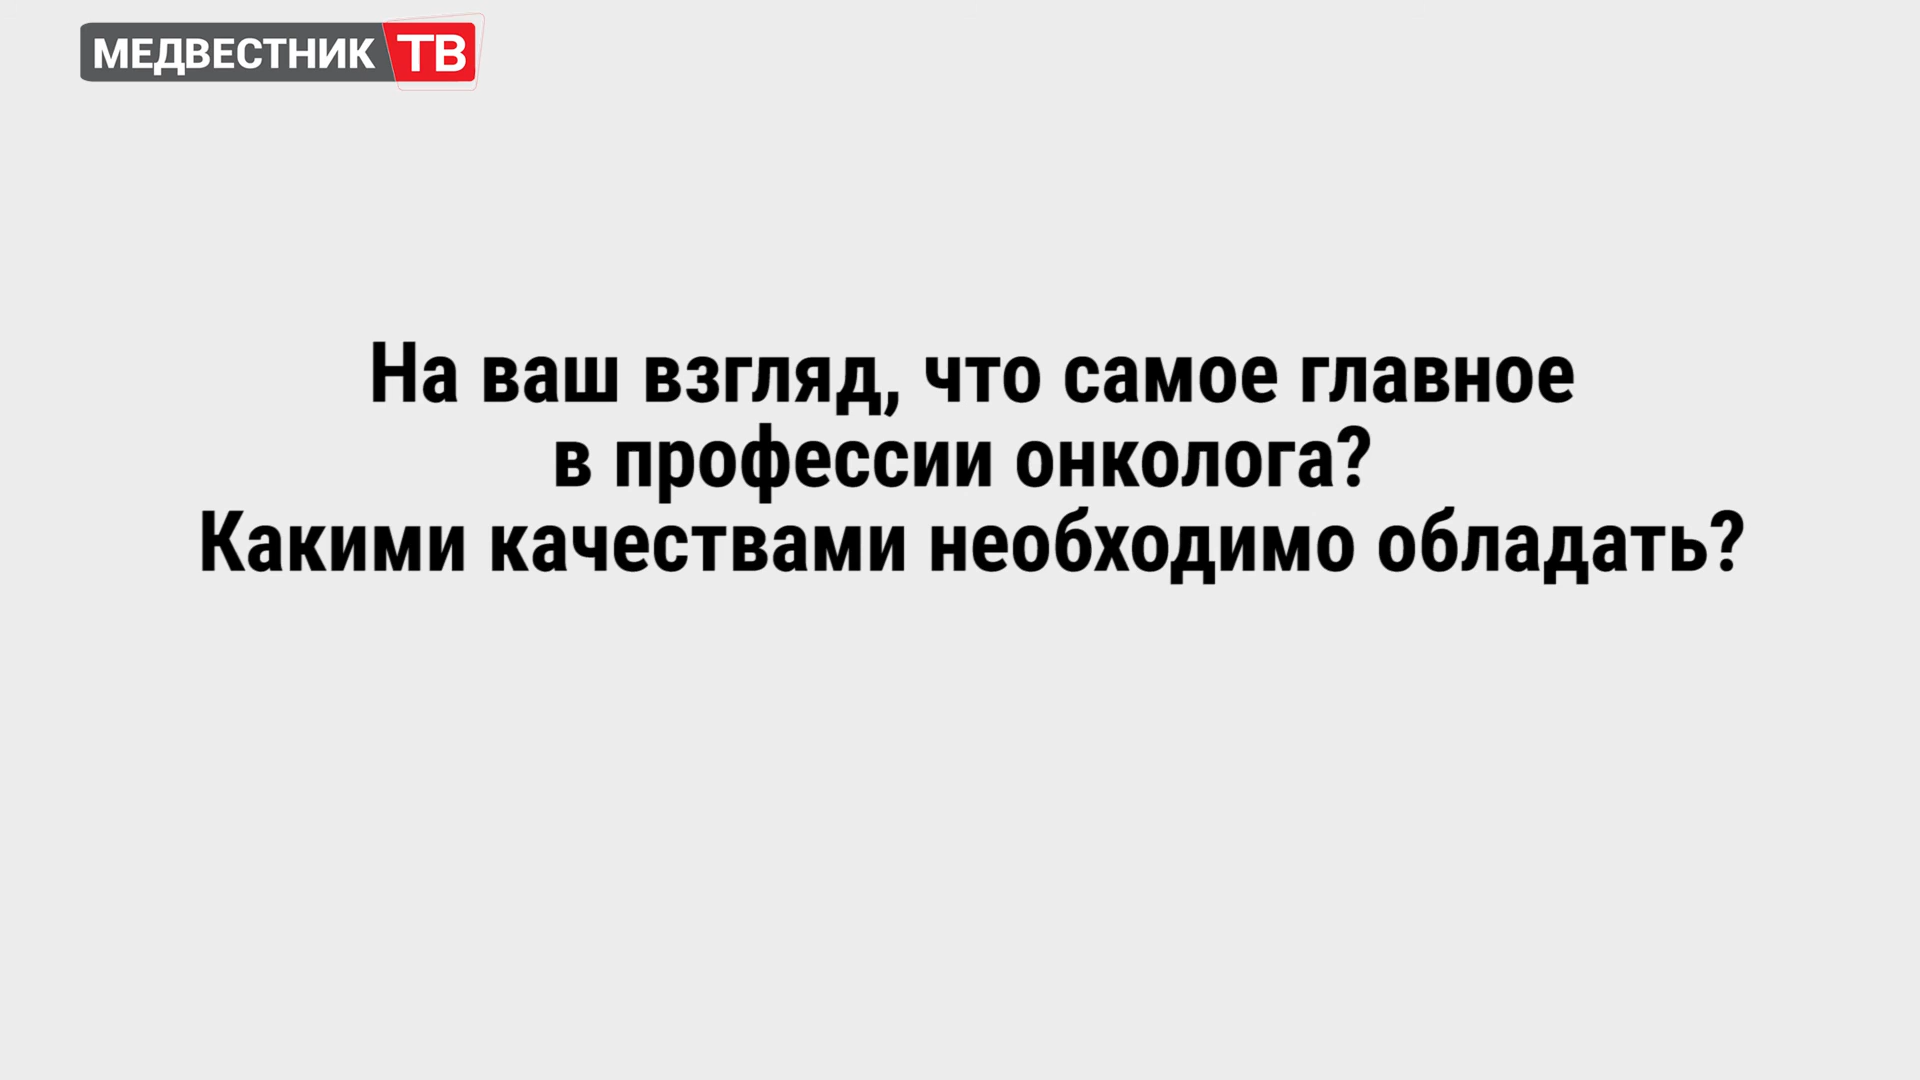 МЕДВЕСТНИК ТВ
На ваш взгляд, что самое главное
в профессии онколога?
Какими качествами необходимо обладать?